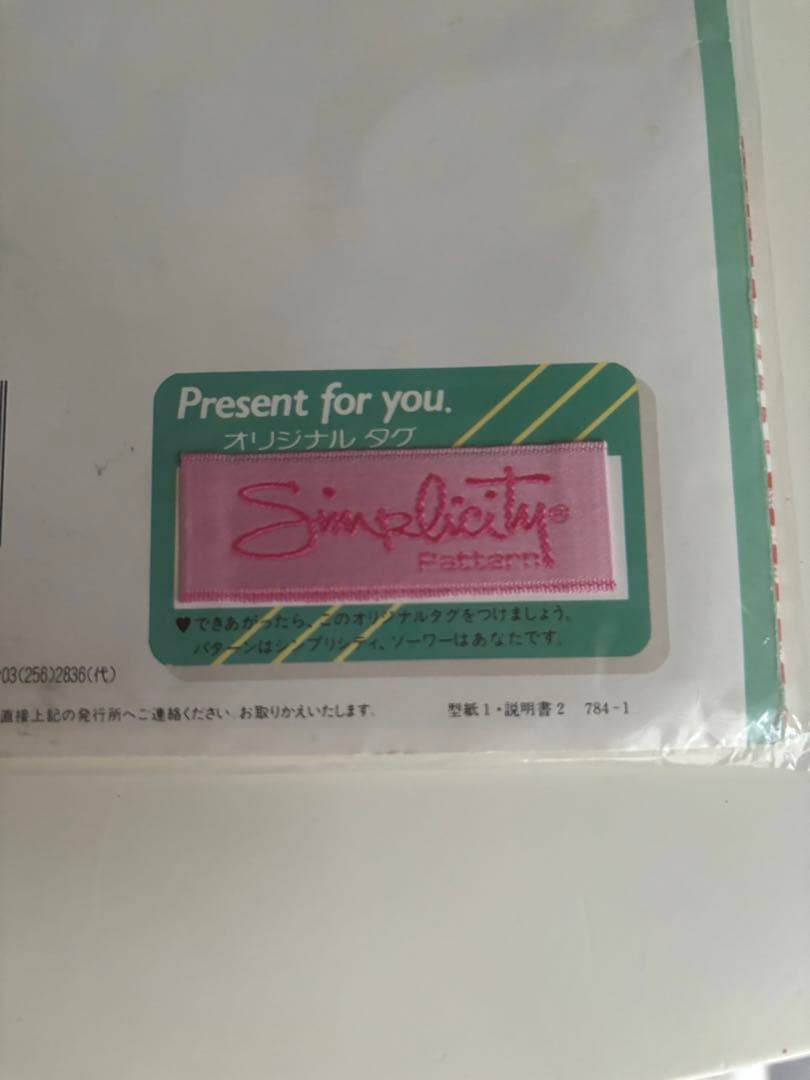 Present for you.
オリジナル タグ
Simplicity®
Pattern
♥できあがったら、このオリジナルタグをつけましょう。
パターンはシンプリシティ、ソーワーはあなたです。
03(256)2836(代)
直接上記の発行所へご連絡ください。お取りかえいたします。
型紙1・説明書2 784-1